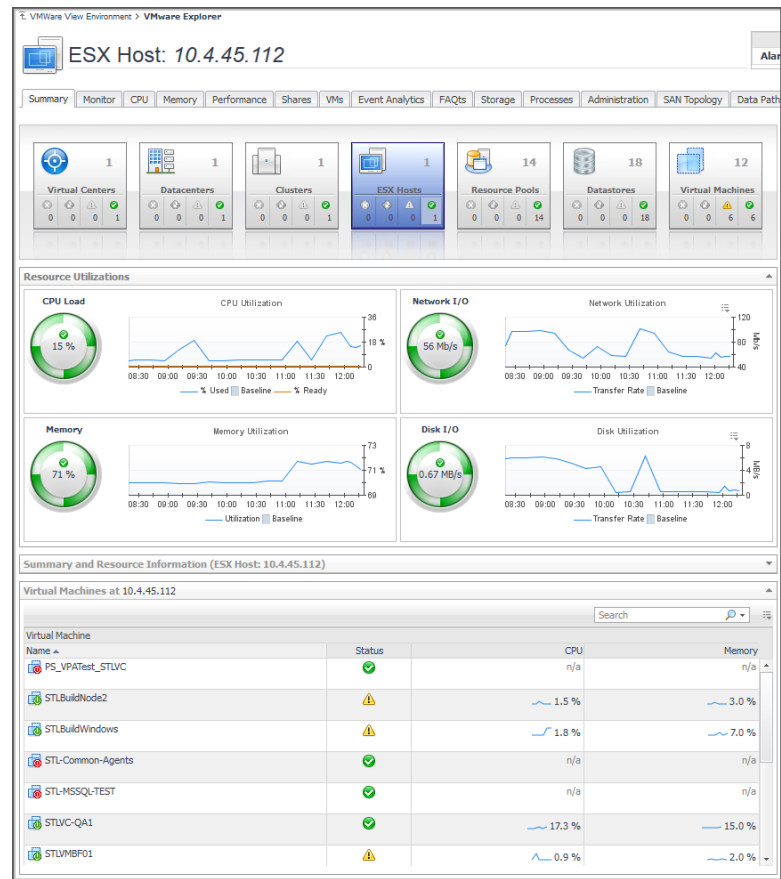 VMWare View Environment > VMware Explorer
ESX Host: 10.4.45.112
Alar
Summary Monitor CPU Memory Performance Shares VMs Event Analytics FAQts Storage Processes Administration SAN Topology Data Path
1 1 1 1 14 18 12
Virtual Centers Datacenters Clusters ESX Hosts Resource Pools Datastores Virtual Machines
0 0 0 1 0 0 0 1 0 0 0 1 0 0 0 1 0 0 0 14 0 0 0 18 0 0 6 6
Resource Utilizations
CPU Load
15 %
CPU Utilization
36
18 %
0
08:30 09:00 09:30 10:00 10:30 11:00 11:30 12:00
% Used Baseline % Ready
Network I/O
56 Mb/s
Network Utilization
120
80 Mb/s
40
08:30 09:00 09:30 10:00 10:30 11:00 11:30 12:00
Transfer Rate Baseline
Memory
71 %
Memory Utilization
73
71 %
69
08:30 09:00 09:30 10:00 10:30 11:00 11:30 12:00
Utilization Baseline
Disk I/O
0.67 MB/s
Disk Utilization
8
4 MB/s
0
08:30 09:00 09:30 10:00 10:30 11:00 11:30 12:00
Transfer Rate Baseline
Summary and Resource Information (ESX Host: 10.4.45.112)
Virtual Machines at 10.4.45.112
Search
Virtual Machine
Name Status CPU Memory
PS_VPATest_STLVC n/a n/a
STLBuildNode2 1.5 % 3.0 %
STLBuildWindows 1.8 % 7.0 %
STL-Common-Agents n/a n/a
STL-MSSQL-TEST n/a n/a
STLVC-QA1 17.3 % 15.0 %
STLVMBF01 0.9 % 2.0 %